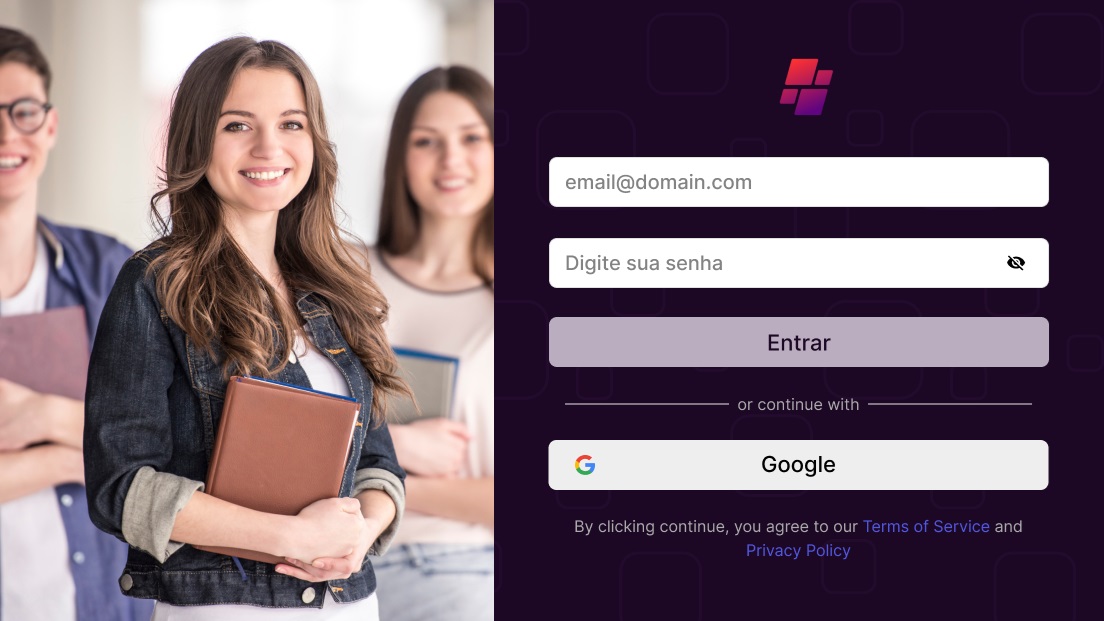 email@domain.com
Digite sua senha
Entrar
or continue with
Google
By clicking continue, you agree to our Terms of Service and
Privacy Policy